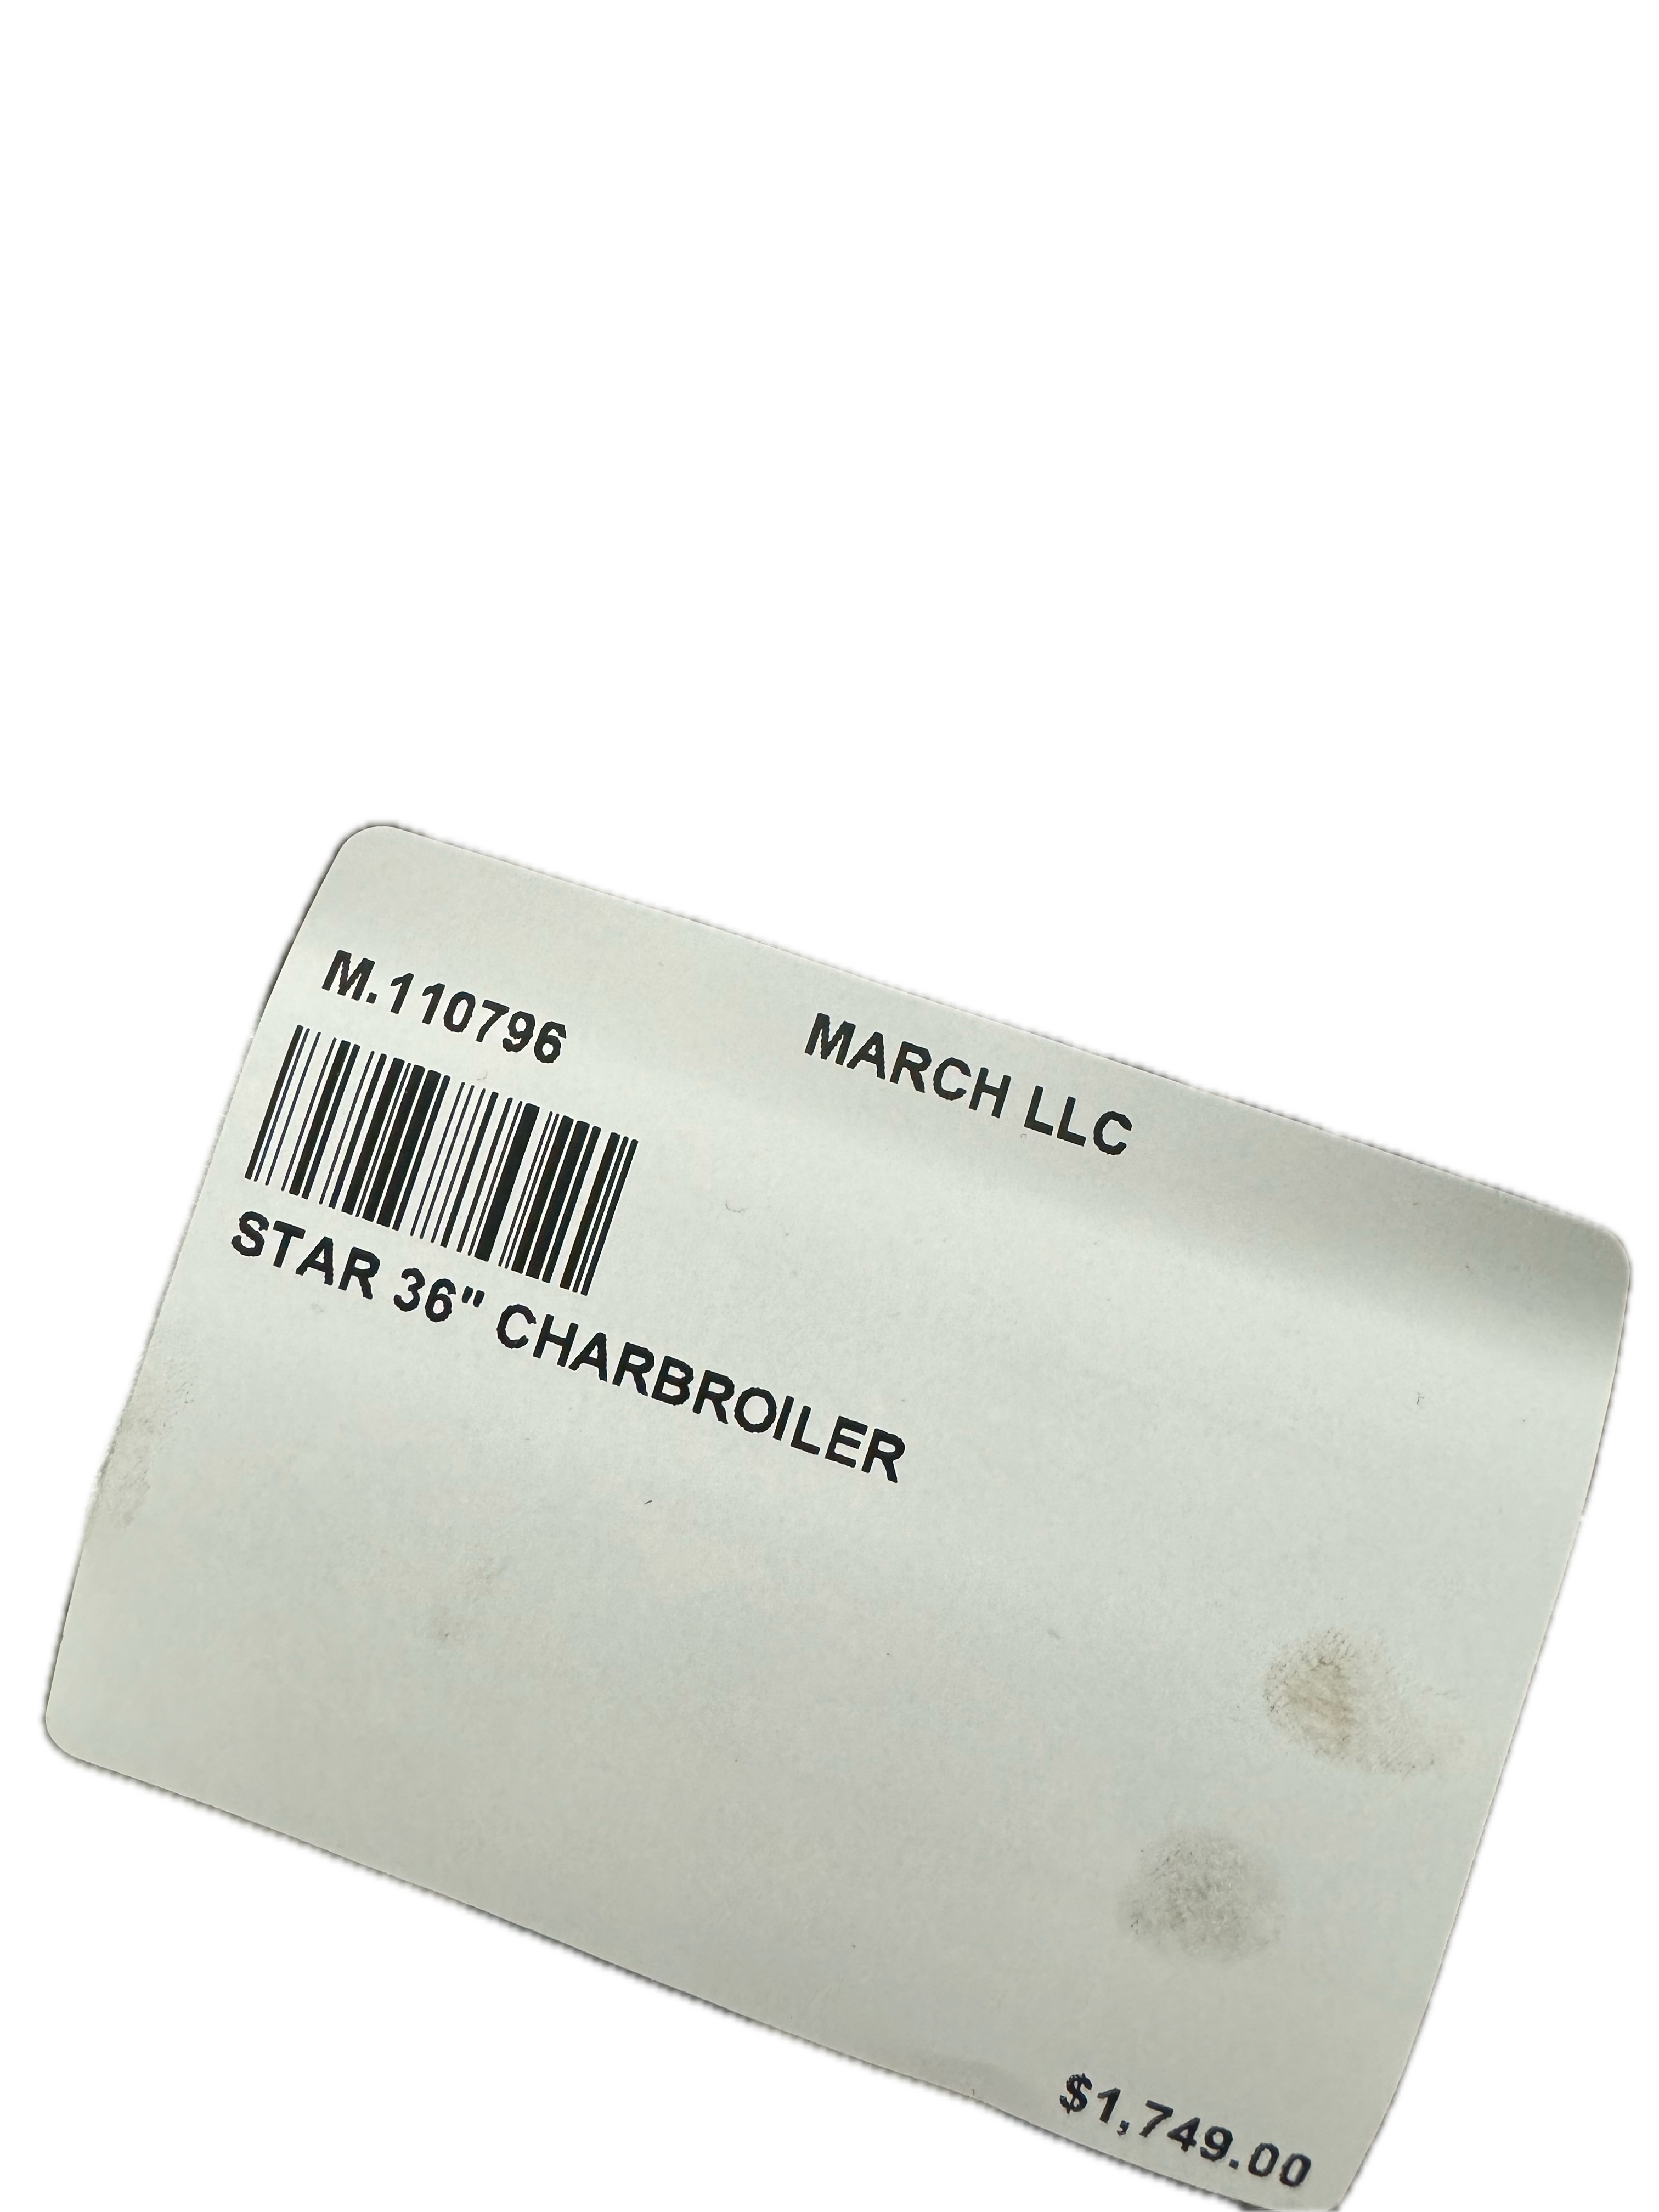 M.110796
MARCH LLC
STAR 36" CHARBROILER
$1,749.00